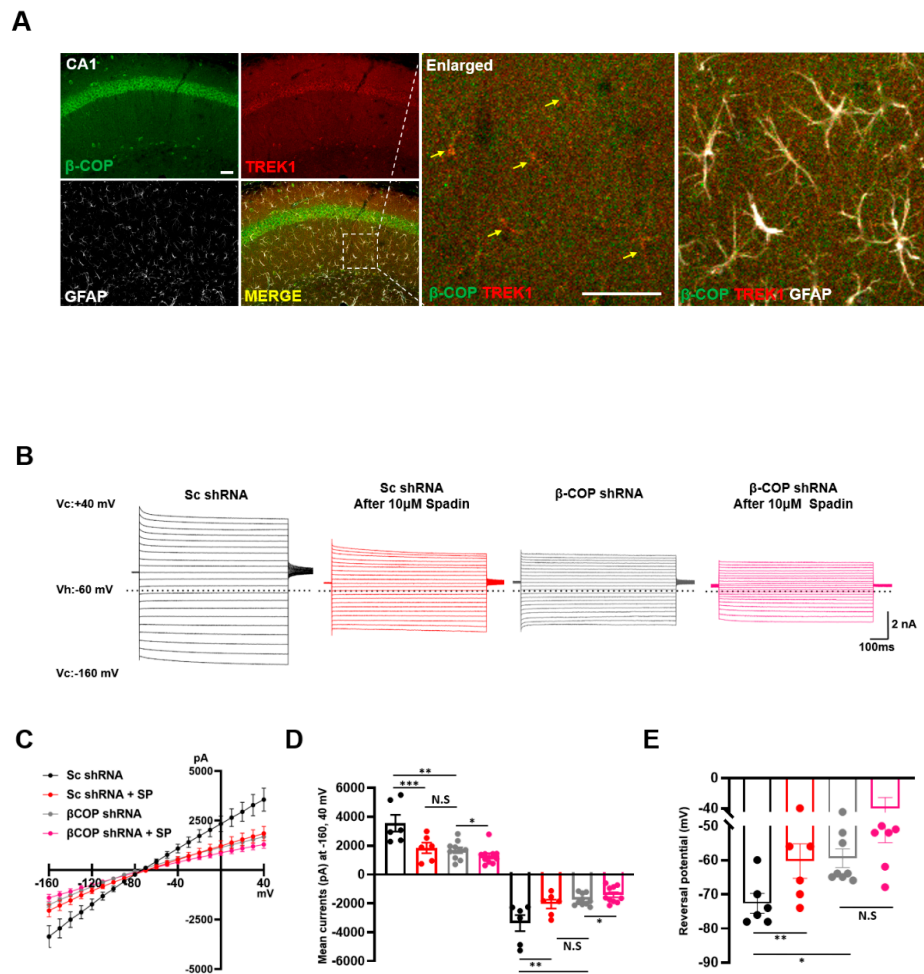 A
CA1
β-COP
TREK1
GFAP
MERGE
Enlarged
β-COP TREK1
β-COP TREK1 GFAP
B
Vc:+40 mV
Vh:-60 mV
Vc:-160 mV
Sc shRNA
Sc shRNA
After 10μM Spadin
β-COP shRNA
β-COP shRNA
After 10μM Spadin
2 nA
100ms
C
pA
5000
2500
-2500
-5000
-160 -120 -80 -40 40
mV
Sc shRNA
Sc shRNA + SP
βCOP shRNA
βCOP shRNA + SP
D
Mean currents (pA) at -160, 40 mV
6000
4000
2000
0
-2000
-4000
-6000
**
***
N.S
*
*
N.S
**
E
Reversal potential (mV)
0
-40
-50
-60
-70
-80
-90
N.S
**
*